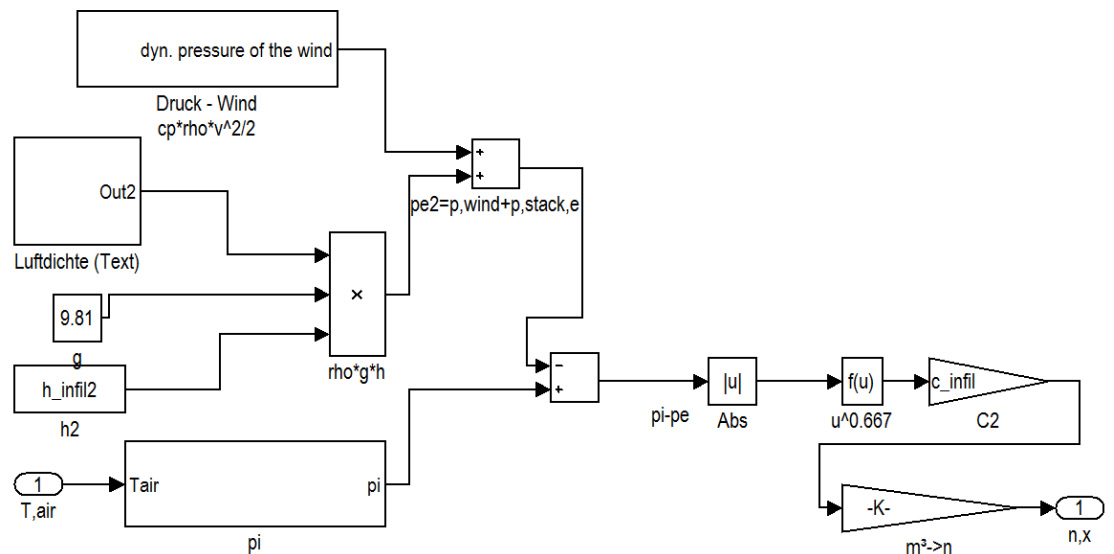 dyn. pressure of the wind
Druck - Wind
cp*rho*v^2/2
Out2
Luftdichte (Text)
+
+
pe2=p,wind+p,stack,e
×
rho*g*h
9.81
g
h_infil2
h2
1
T,air
Tair
pi
pi
−
+
pi-pe
|u|
Abs
f(u)
u^0.667
c_infil
C2
-K-
m³->n
1
n,x